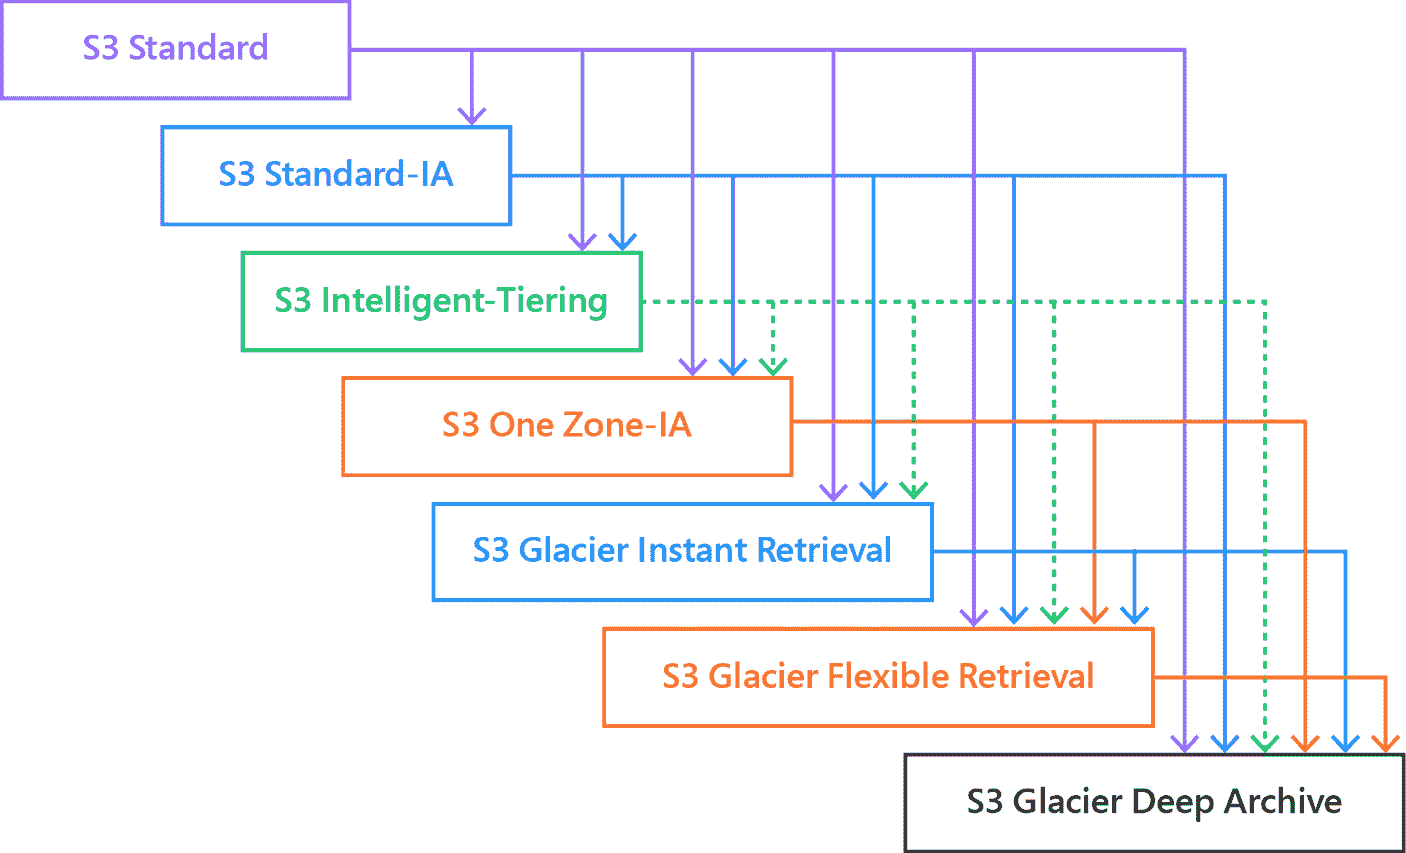 S3 Standard
S3 Standard-IA
S3 Intelligent-Tiering
S3 One Zone-IA
S3 Glacier Instant Retrieval
S3 Glacier Flexible Retrieval
S3 Glacier Deep Archive